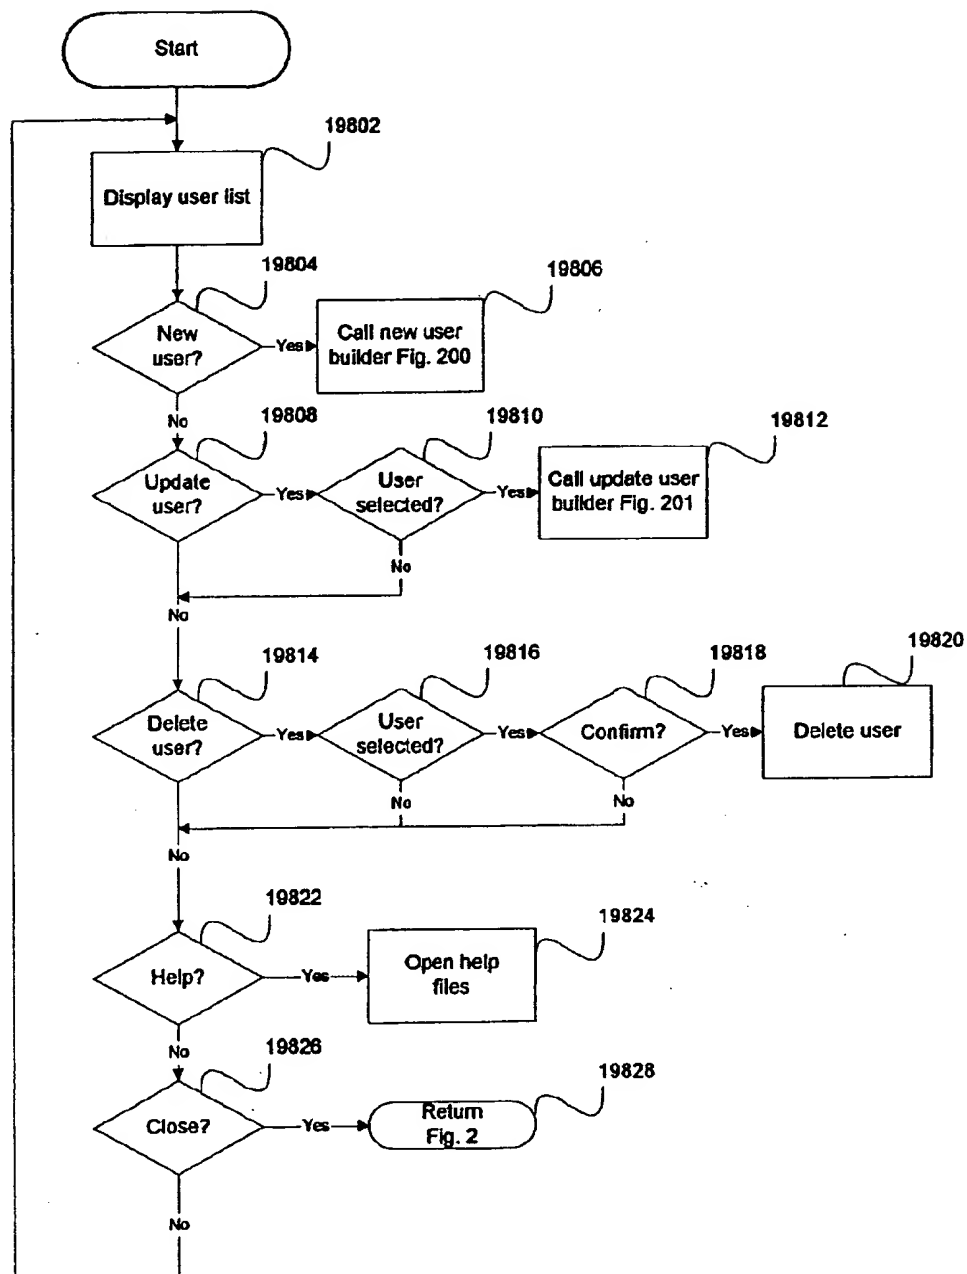 Start
19802
Display user list
19804
19806
New
user?
Yes
Call new user
builder Fig. 200
No
19808
19810
19812
Update
user?
Yes
User
selected?
Yes
Call update user
builder Fig. 201
No
No
19814
19816
19818
19820
Delete
user?
Yes
User
selected?
Yes
Confirm?
Yes
Delete user
No
No
No
19822
19824
Help?
Yes
Open help
files
No
19826
19828
Close?
Yes
Return
Fig. 2
No